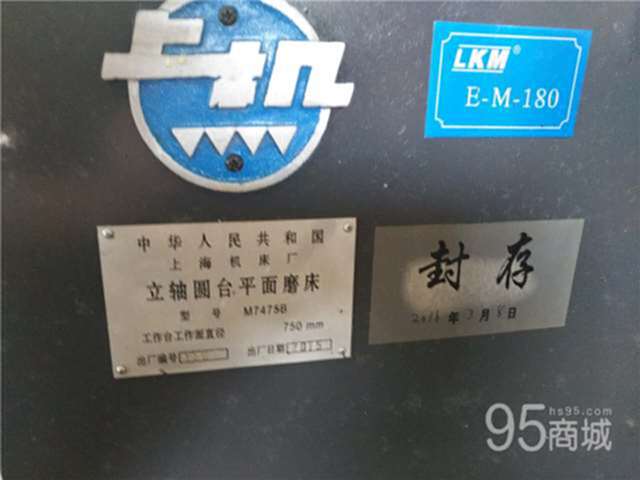 上机
LKM®
E-M-180
中华人民共和国
上海机床厂
立轴圆台平面磨床
型号 M7475B
工作台工作面直径 750 mm
出厂编号
出厂日期
封存
年 月 日
hs95.com
95商城